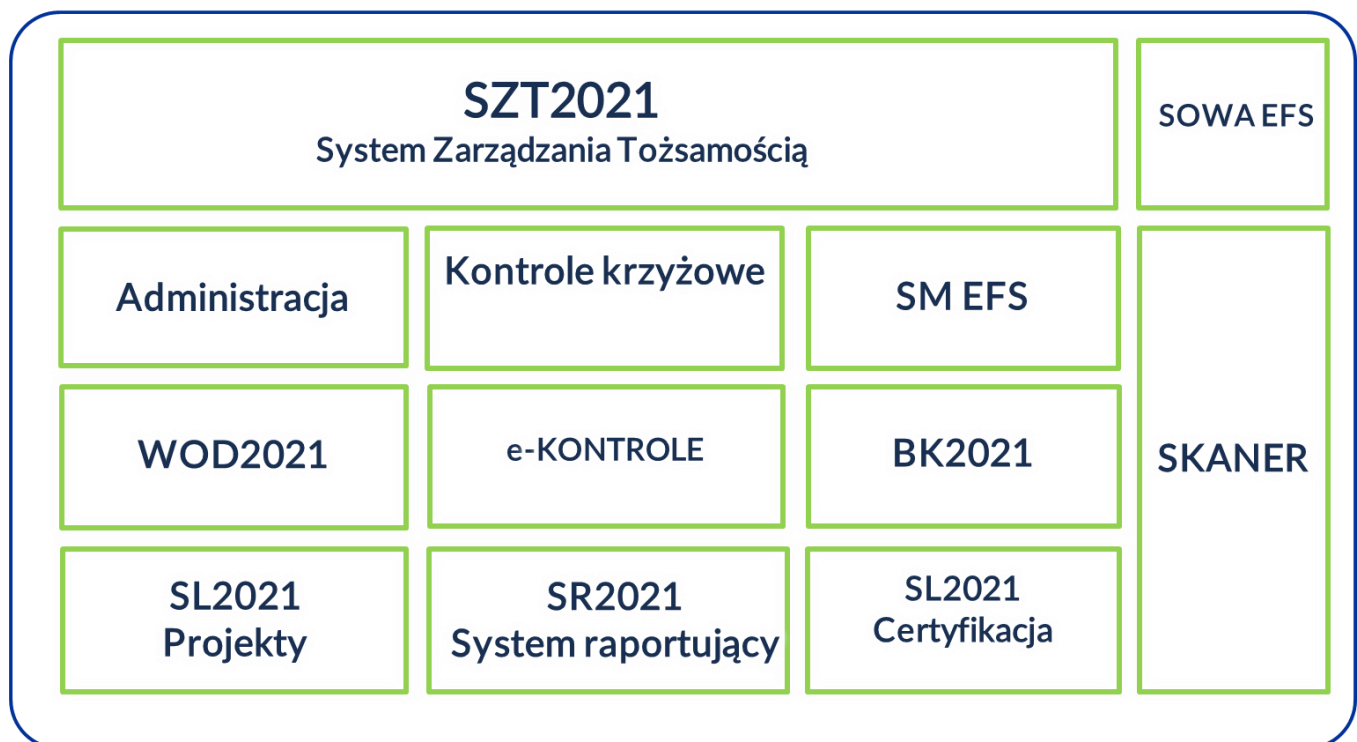 SZT2021
System Zarządzania Tożsamością
SOWA EFS
Administracja
Kontrole krzyżowe
SM EFS
WOD2021
e-KONTROLE
BK2021
SKANER
SL2021
Projekty
SR2021
System raportujący
SL2021
Certyfikacja